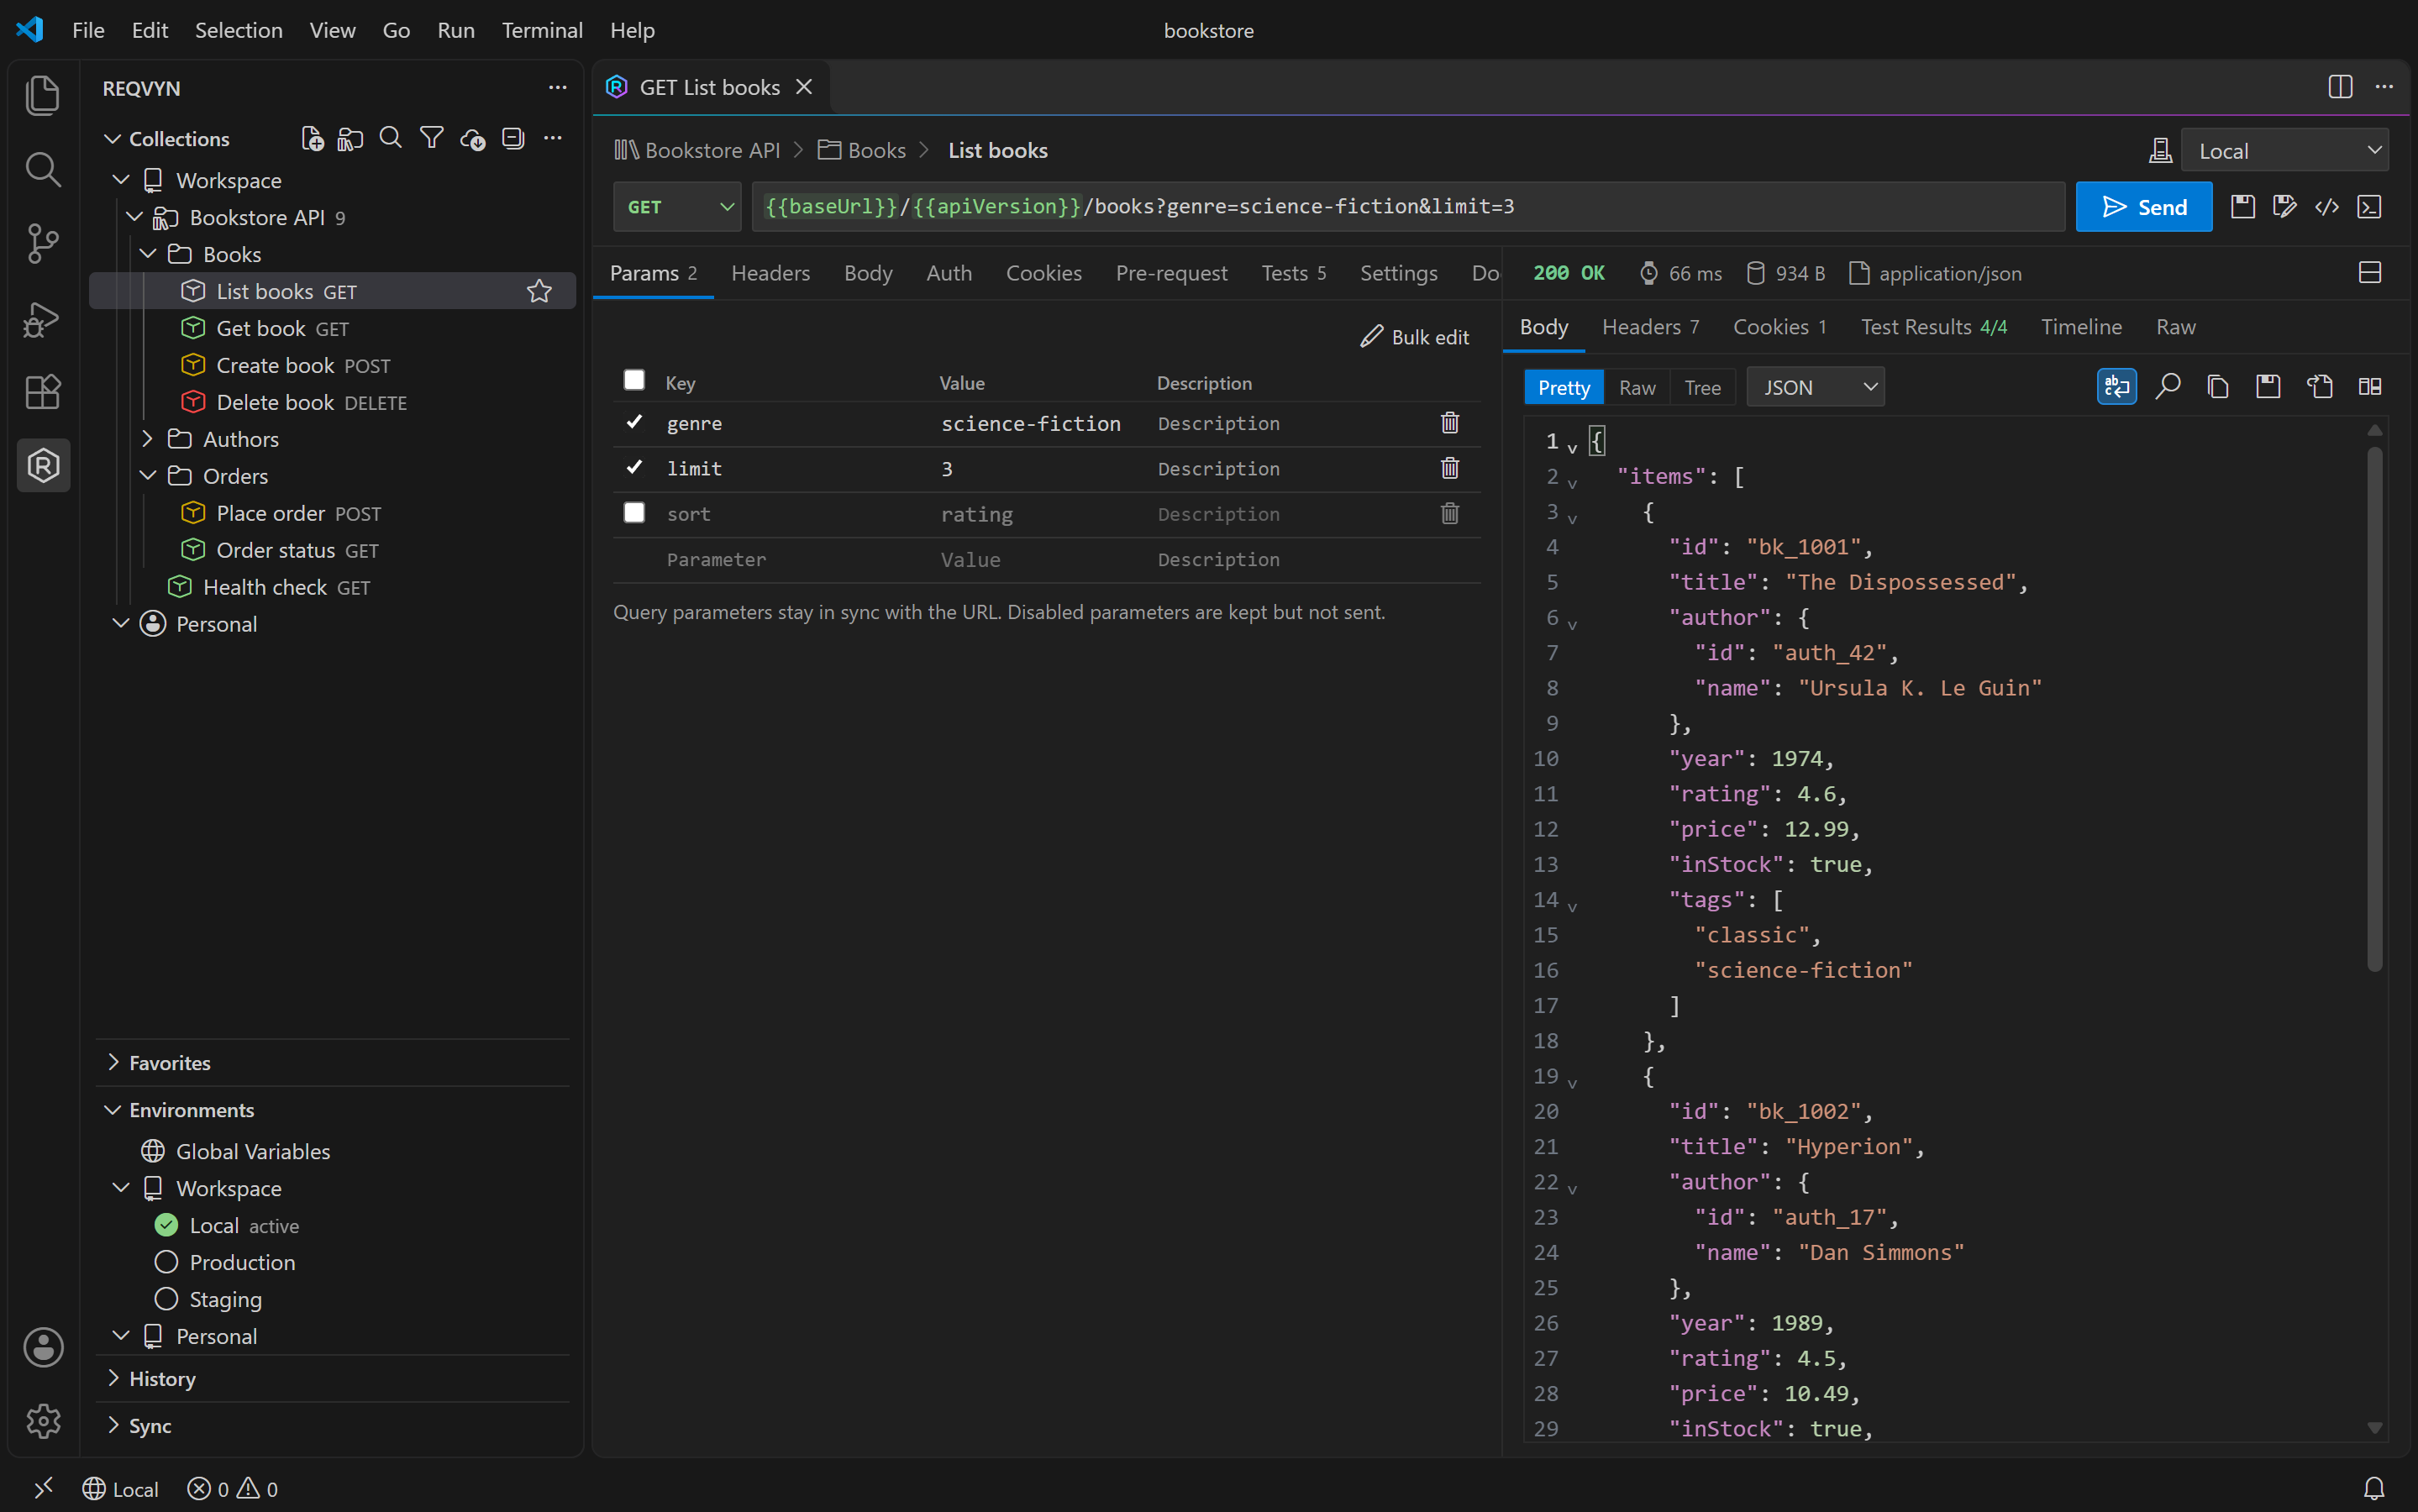 File Edit Selection View Go Run Terminal Help
bookstore
REQVYN
Collections
Workspace
Bookstore API 9
Books
List books GET
Get book GET
Create book POST
Delete book DELETE
Authors
Orders
Place order POST
Order status GET
Health check GET
Personal
Favorites
Environments
Global Variables
Workspace
Local active
Production
Staging
Personal
History
Sync
GET List books
Bookstore API > Books > List books
Local
GET {{baseUrl}}/{{apiVersion}}/books?genre=science-fiction&limit=3
Send
Params 2 Headers Body Auth Cookies Pre-request Tests 5 Settings Do
Bulk edit
Key Value Description
genre science-fiction Description
limit 3 Description
sort rating Description
Parameter Value Description
Query parameters stay in sync with the URL. Disabled parameters are kept but not sent.
200 OK 66 ms 934 B application/json
Body Headers 7 Cookies 1 Test Results 4/4 Timeline Raw
Pretty Raw Tree JSON
1 {
2 "items": [
3 {
4 "id": "bk_1001",
5 "title": "The Dispossessed",
6 "author": {
7 "id": "auth_42",
8 "name": "Ursula K. Le Guin"
9 },
10 "year": 1974,
11 "rating": 4.6,
12 "price": 12.99,
13 "inStock": true,
14 "tags": [
15 "classic",
16 "science-fiction"
17 ]
18 },
19 {
20 "id": "bk_1002",
21 "title": "Hyperion",
22 "author": {
23 "id": "auth_17",
24 "name": "Dan Simmons"
25 },
26 "year": 1989,
27 "rating": 4.5,
28 "price": 10.49,
29 "inStock": true,
Local 0 0